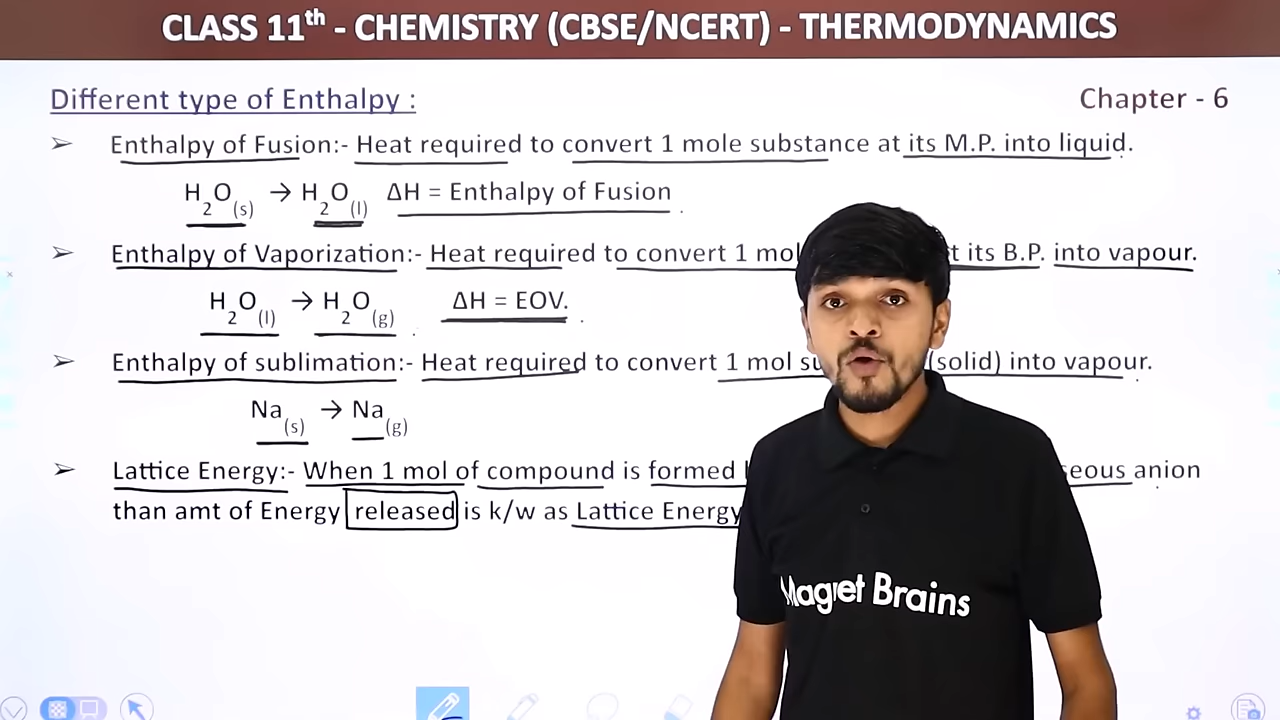 CLASS 11th - CHEMISTRY (CBSE/NCERT) - THERMODYNAMICS
Different type of Enthalpy : Chapter - 6
➢ Enthalpy of Fusion:- Heat required to convert 1 mole substance at its M.P. into liquid.
H2O(s) → H2O(l) ΔH = Enthalpy of Fusion
➢ Enthalpy of Vaporization:- Heat required to convert 1 mol its B.P. into vapour.
H2O(l) → H2O(g) ΔH = EOV.
➢ Enthalpy of sublimation:- Heat required to convert 1 mol (solid) into vapour.
Na(s) → Na(g)
➢ Lattice Energy:- When 1 mol of compound is formed anion
than amt of Energy released is k/w as Lattice Energy
Magnet Brains